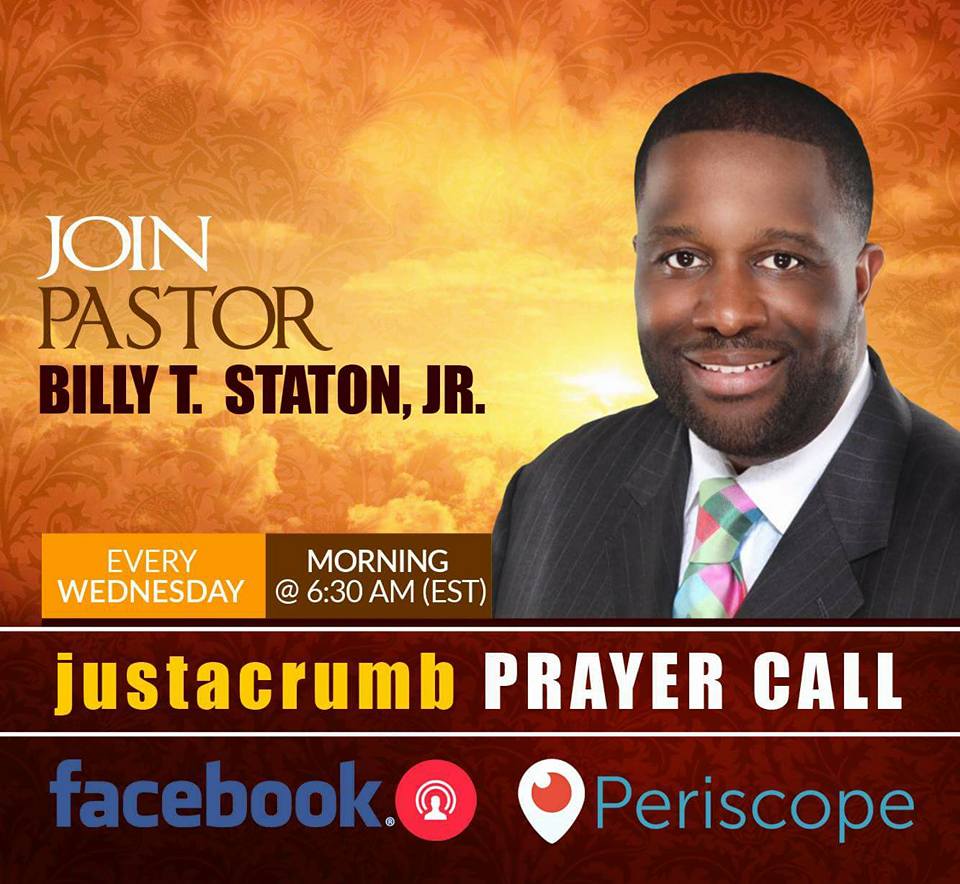 JOIN
PASTOR
BILLY T. STATON, JR.
EVERY
WEDNESDAY
MORNING
@ 6:30 AM (EST)
justacrumb PRAYER CALL
facebook®
Periscope